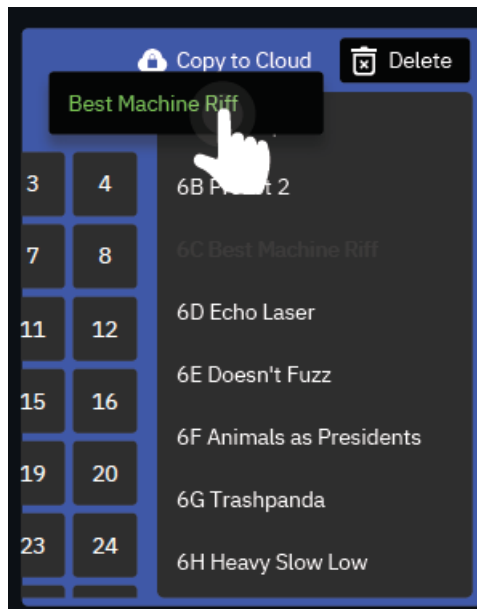 Copy to Cloud
Delete
Best Machine Riff
3 4
6B 2
7 8
6C Best Machine Riff
11 12
6D Echo Laser
15 16
6E Doesn't Fuzz
6F Animals as Presidents
19 20
6G Trashpanda
23 24
6H Heavy Slow Low